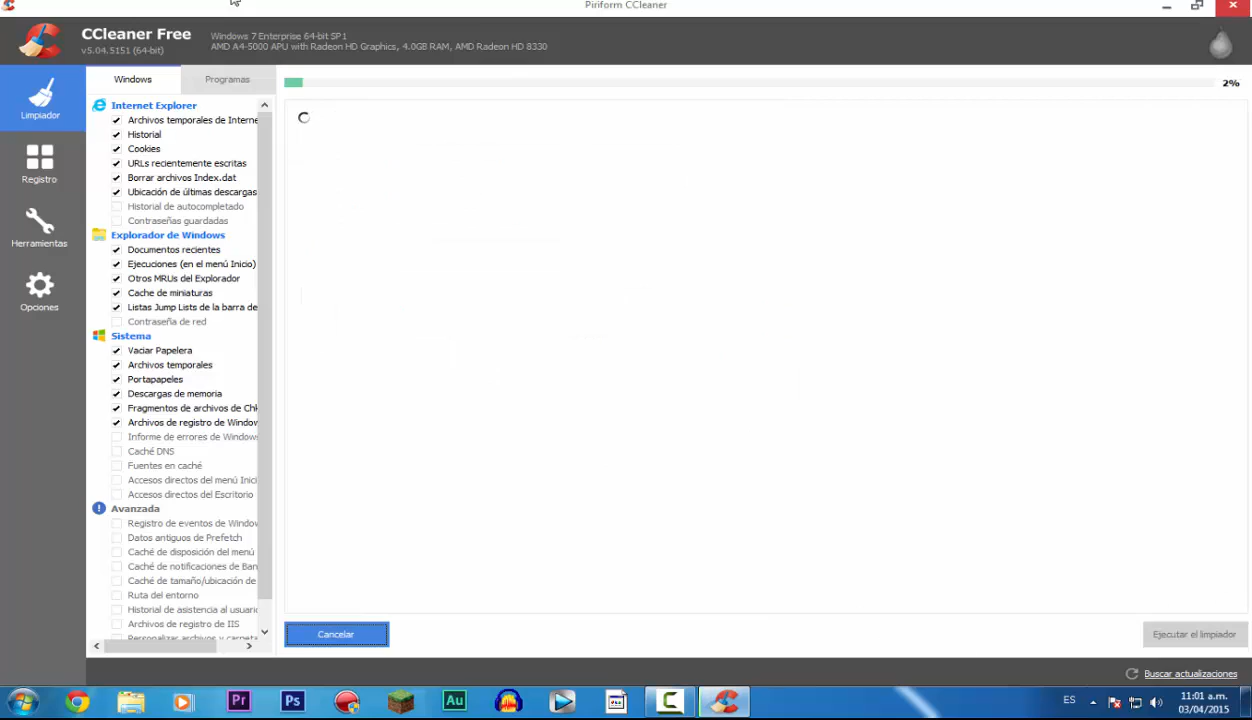 Piriform CCleaner
CCleaner Free
v5.04.5151 (64-bit)
Windows 7 Enterprise 64-bit SP1
AMD A4-5000 APU with Radeon HD Graphics, 4.0GB RAM, AMD Radeon HD 8330
Limpiador
Registro
Herramientas
Opciones
Windows
Programas
Internet Explorer
Archivos temporales de Interne
Historial
Cookies
URLs recientemente escritas
Borrar archivos Index.dat
Ubicación de últimas descargas
Historial de autocompletado
Contraseñas guardadas
Explorador de Windows
Documentos recientes
Ejecuciones (en el menú Inicio)
Otros MRUs del Explorador
Cache de miniaturas
Listas Jump Lists de la barra de
Contraseña de red
Sistema
Vaciar Papelera
Archivos temporales
Portapapeles
Descargas de memoria
Fragmentos de archivos de Chk
Archivos de registro de Window
Informe de errores de Windows
Caché DNS
Fuentes en caché
Accesos directos del menú Inici
Accesos directos del Escritorio
Avanzada
Registro de eventos de Window
Datos antiguos de Prefetch
Caché de disposición del menú
Caché de notificaciones de Ban
Caché de tamaño/ubicación de
Ruta del entorno
Historial de asistencia al usuario
Archivos de registro de IIS
Personalizar archivos y carpeta
2%
Cancelar
Ejecutar el limpiador
Buscar actualizaciones
Pr
Ps
Au
ES
11:01 a.m.
03/04/2015